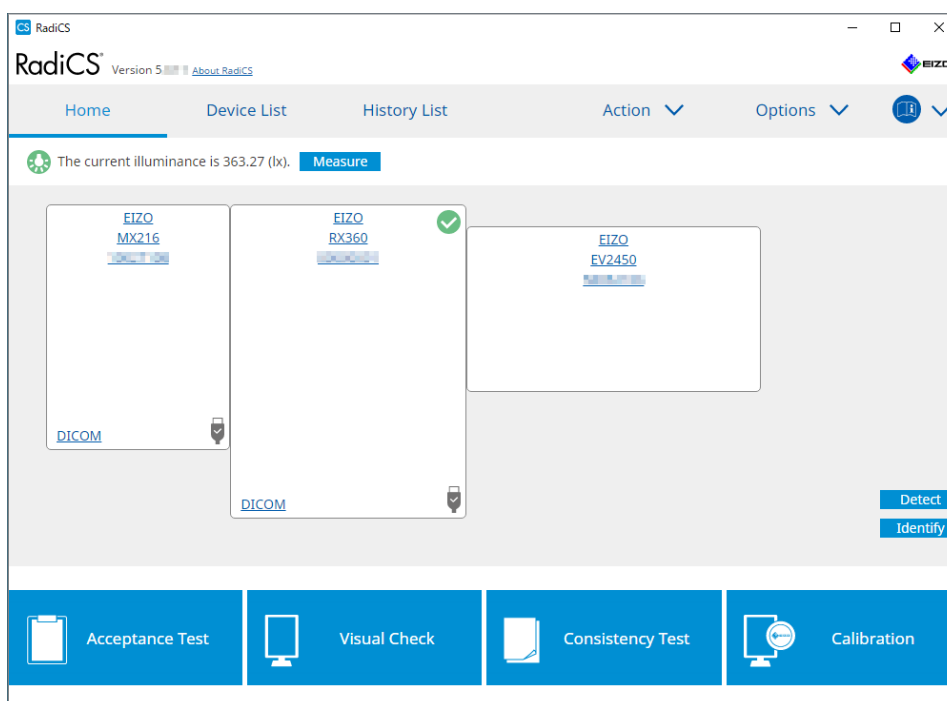 CS RadiCS
RadiCS® Version 5. About RadiCS
EIZO
Home Device List History List Action Options
The current illuminance is 363.27 (lx). Measure
EIZO
MX216
DICOM
EIZO
RX360
DICOM
EIZO
EV2450
Detect
Identify
Acceptance Test Visual Check Consistency Test Calibration